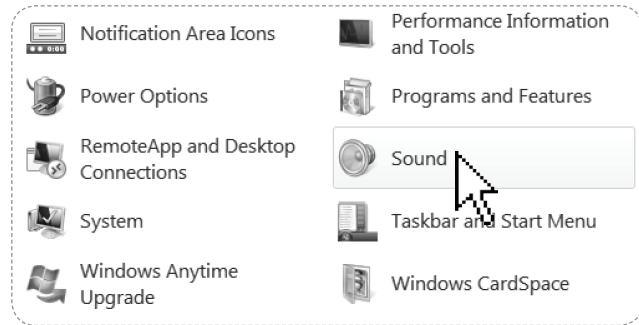 Notification Area Icons
Performance Information
and Tools
Power Options
Programs and Features
RemoteApp and Desktop
Connections
Sound
System
Taskbar and Start Menu
Windows Anytime
Upgrade
Windows CardSpace